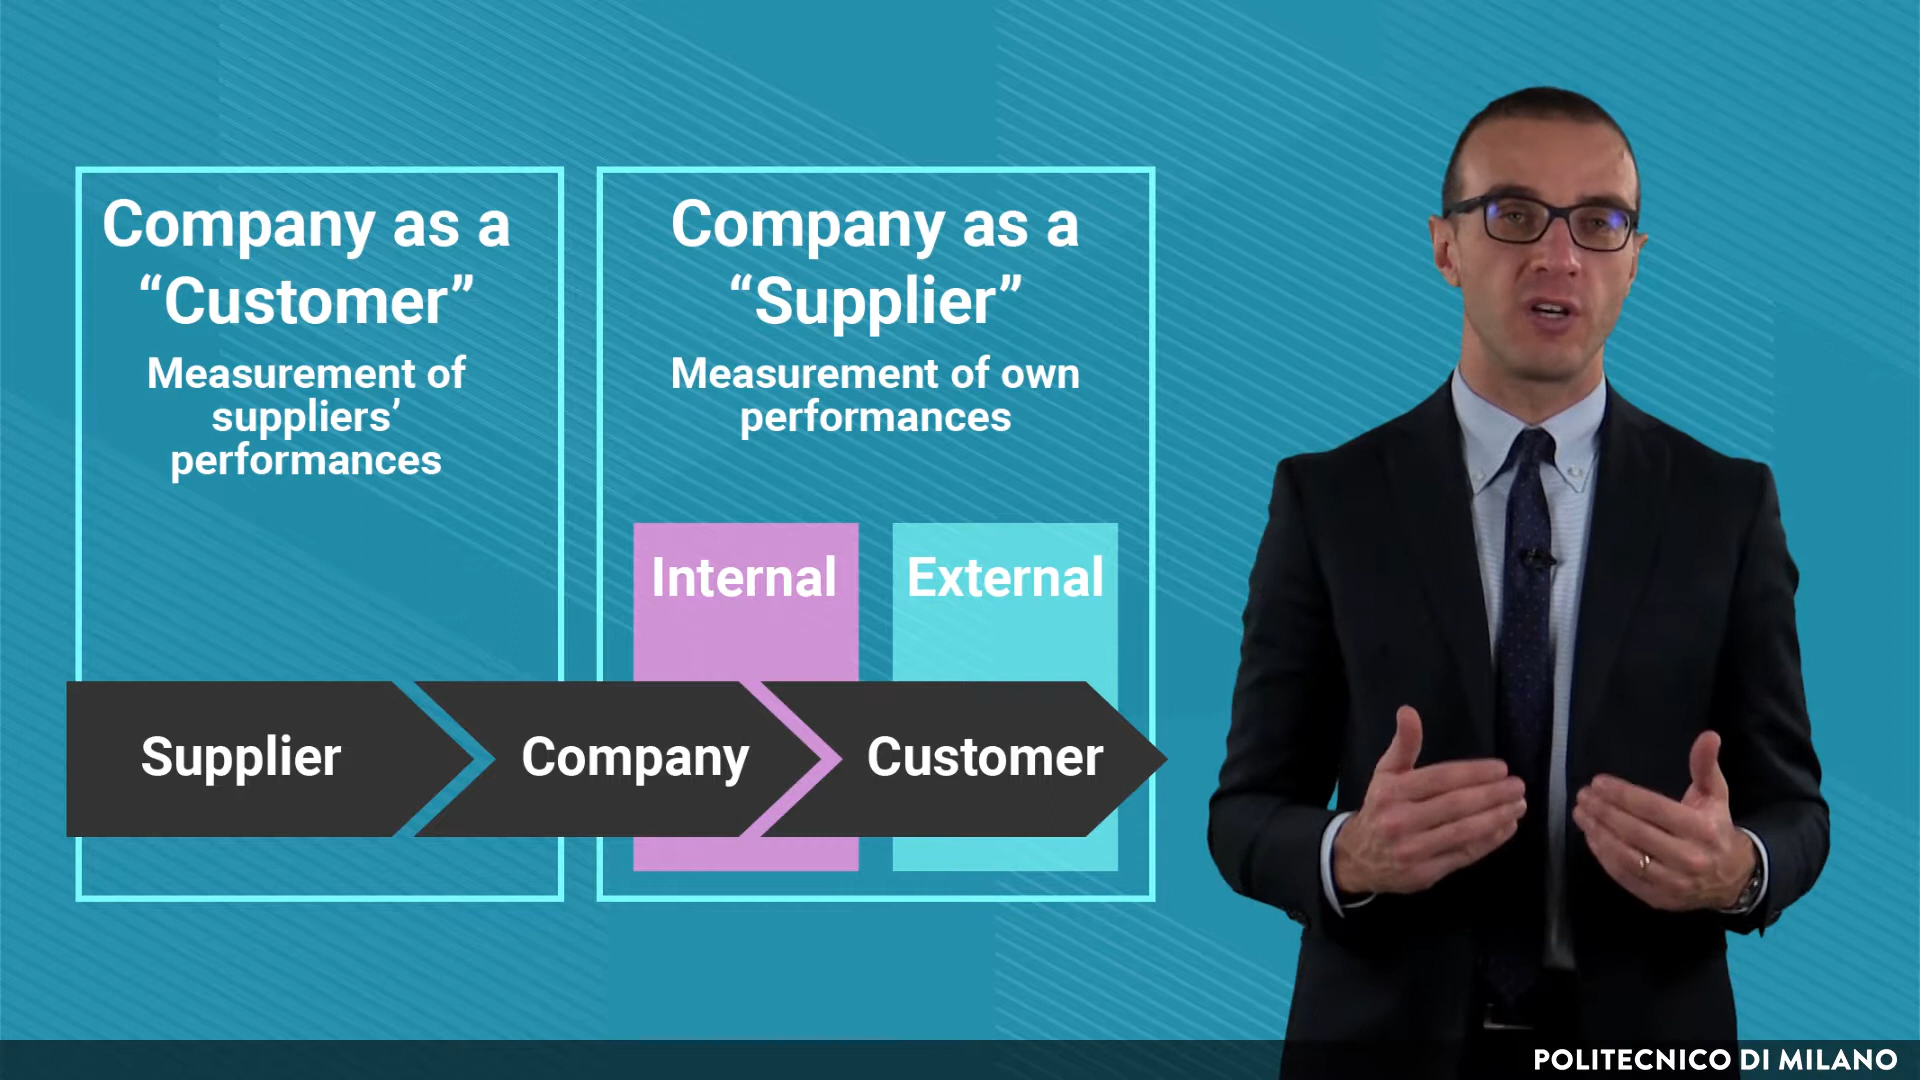 Company as a
“Customer”
Measurement of
suppliers’
performances
Company as a
“Supplier”
Measurement of own
performances
Internal
External
Supplier
Company
Customer
POLITECNICO DI MILANO